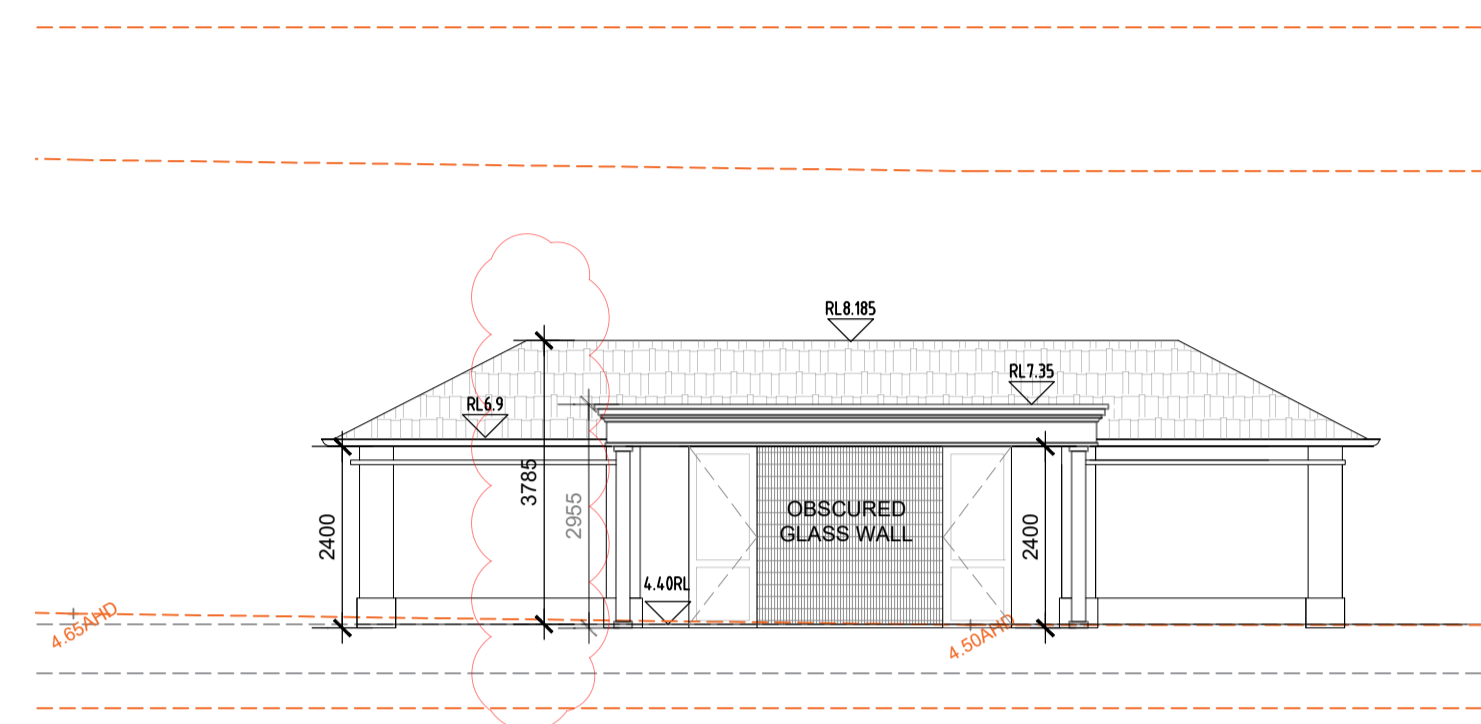 RL8.185
RL7.35
RL6.9
3785
2955
2400
OBSCURED
GLASS WALL
2400
4.40RL
4.65AHD
4.50AHD